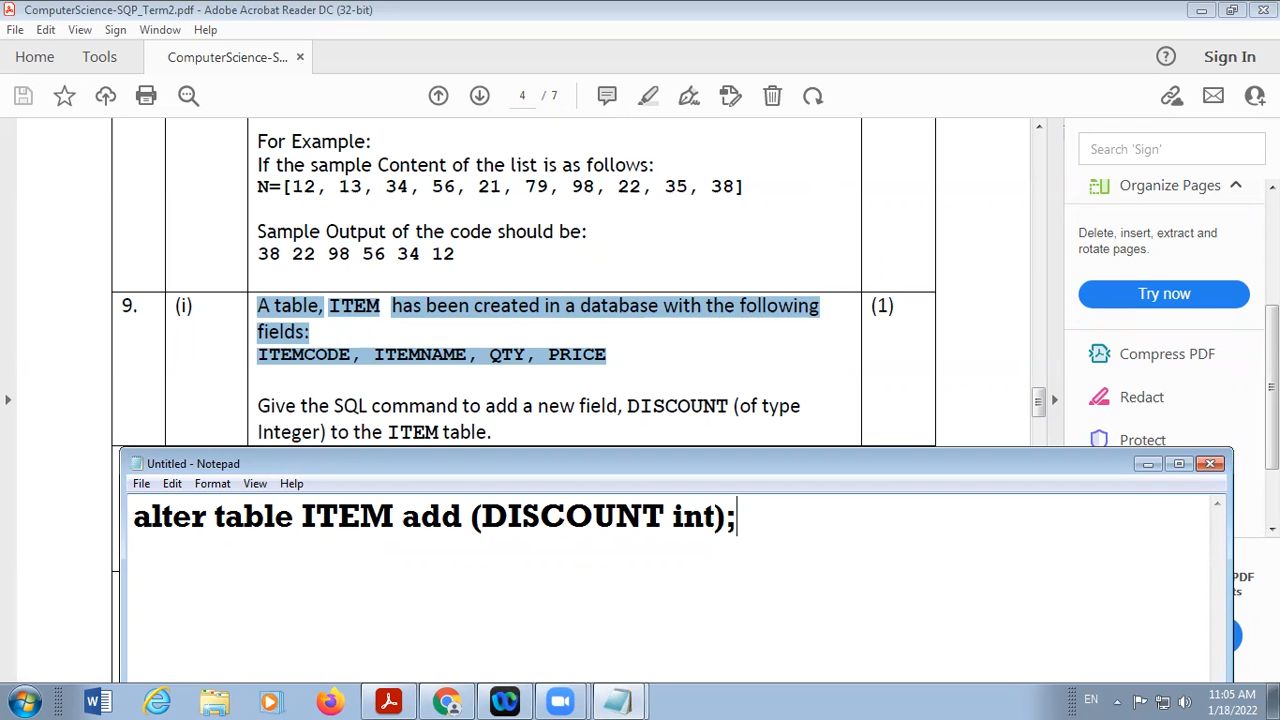 ComputerScience-SQP_Term2.pdf - Adobe Acrobat Reader DC (32-bit)
File Edit View Sign Window Help
Home Tools ComputerScience-S... × Sign In
4 / 7
For Example:
If the sample Content of the list is as follows:
N=[12, 13, 34, 56, 21, 79, 98, 22, 35, 38]
Sample Output of the code should be:
38 22 98 56 34 12
9. (i) A table, ITEM has been created in a database with the following (1)
fields:
ITEMCODE, ITEMNAME, QTY, PRICE
Give the SQL command to add a new field, DISCOUNT (of type
Integer) to the ITEM table.
Search 'Sign'
Organize Pages
Delete, insert, extract and
rotate pages.
Try now
Compress PDF
Redact
Protect
PDF
ts
Untitled - Notepad
File Edit Format View Help
alter table ITEM add (DISCOUNT int);
EN
11:05 AM
1/18/2022